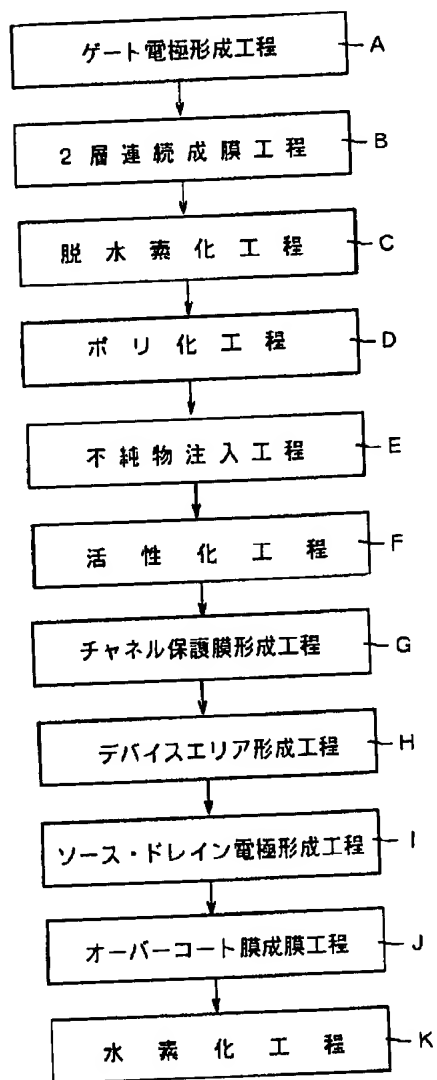 ゲート電極形成工程 A
2層連続成膜工程 B
脱水素化工程 C
ポリ化工程 D
不純物注入工程 E
活性化工程 F
チャネル保護膜形成工程 G
デバイスエリア形成工程 H
ソース・ドレイン電極形成工程 I
オーバーコート膜成膜工程 J
水素化工程 K